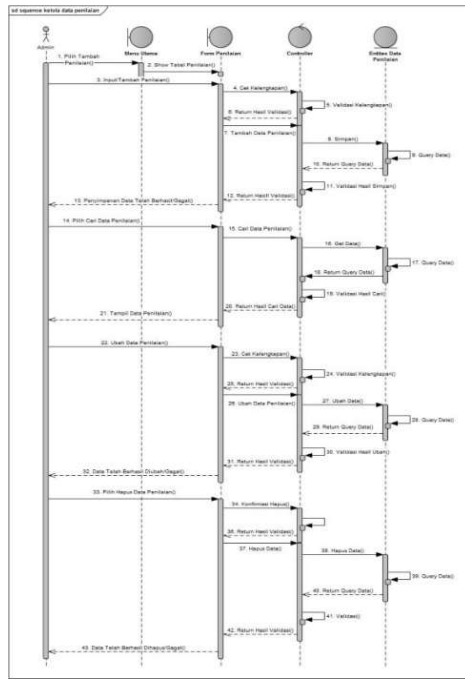 sd squence kelola data penilaian
Admin
Menu Utama
Form Penilaian
Controller
Entitas Data
Penilaian
1. Pilih Tambah
Penilaian()
2. Show Tabel Penilaian()
3. Input/Tambah Penilaian()
4. Cek Kelengkapan()
5. Validasi Kelengkapan()
6. Return Hasil Validasi()
7. Tambah Data Penilaian()
8. Simpan()
9. Query Data()
10. Return Query Data()
11. Validasi Hasil Simpan()
12. Return Hasil Validasi()
13. Penyimpanan Data Telah Berhasil/Gagal()
14. Pilih Cari Data Penilaian()
15. Cari Data Penilaian()
16. Get Data()
17. Query Data()
18. Return Query Data()
19. Validasi Hasil Cari()
20. Return Hasil Cari Data()
21. Tampil Data Penilaian()
22. Ubah Data Penilaian()
23. Cek Kelengkapan()
24. Validasi Kelengkapan()
25. Return Hasil Validasi()
26. Ubah Data Penilaian()
27. Ubah Data()
28. Query Data()
29. Return Query Data()
30. Validasi Hasil Ubah()
31. Return Hasil Validasi()
32. Data Telah Berhasil Diubah/Gagal()
33. Pilih Hapus Data Penilaian()
34. Konfirmasi Hapus()
36. Return Hasil Validasi()
37. Hapus Data()
38. Hapus Data()
39. Query Data()
40. Return Query Data()
41. Validasi()
42. Return Hasil Validasi()
43. Data Telah Berhasil Dihapus/Gagal()